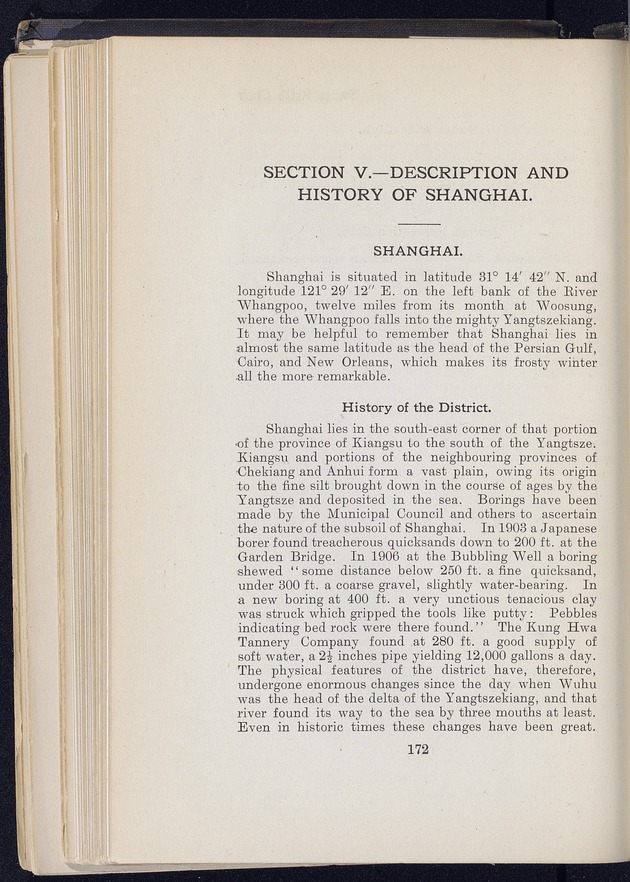 SECTION V.—DESCRIPTION AND
HISTORY OF SHANGHAI.
SHANGHAI.
Shanghai is situated in latitude 31° 14′ 42″ N. and
longitude 121° 29′ 12″ E. on the left bank of the River
Whangpoo, twelve miles from its month at Woosung,
where the Whangpoo falls into the mighty Yangtszekiang.
It may be helpful to remember that Shanghai lies in
almost the same latitude as the head of the Persian Gulf,
Cairo, and New Orleans, which makes its frosty winter
all the more remarkable.
History of the District.
Shanghai lies in the south-east corner of that portion
of the province of Kiangsu to the south of the Yangtsze.
Kiangsu and portions of the neighbouring provinces of
Chekiang and Anhui form a vast plain, owing its origin
to the fine silt brought down in the course of ages by the
Yangtsze and deposited in the sea. Borings have been
made by the Municipal Council and others to ascertain
the nature of the subsoil of Shanghai. In 1903 a Japanese
borer found treacherous quicksands down to 200 ft. at the
Garden Bridge. In 1906 at the Bubbling Well a boring
shewed "some distance below 250 ft. a fine quicksand,
under 300 ft. a coarse gravel, slightly water-bearing. In
a new boring at 400 ft. a very unctious tenacious clay
was struck which gripped the tools like putty: Pebbles
indicating bed rock were there found." The Kung Hwa
Tannery Company found at 280 ft. a good supply of
soft water, a 2½ inches pipe yielding 12,000 gallons a day.
The physical features of the district have, therefore,
undergone enormous changes since the day when Wuhu
was the head of the delta of the Yangtszekiang, and that
river found its way to the sea by three mouths at least.
Even in historic times these changes have been great.
172